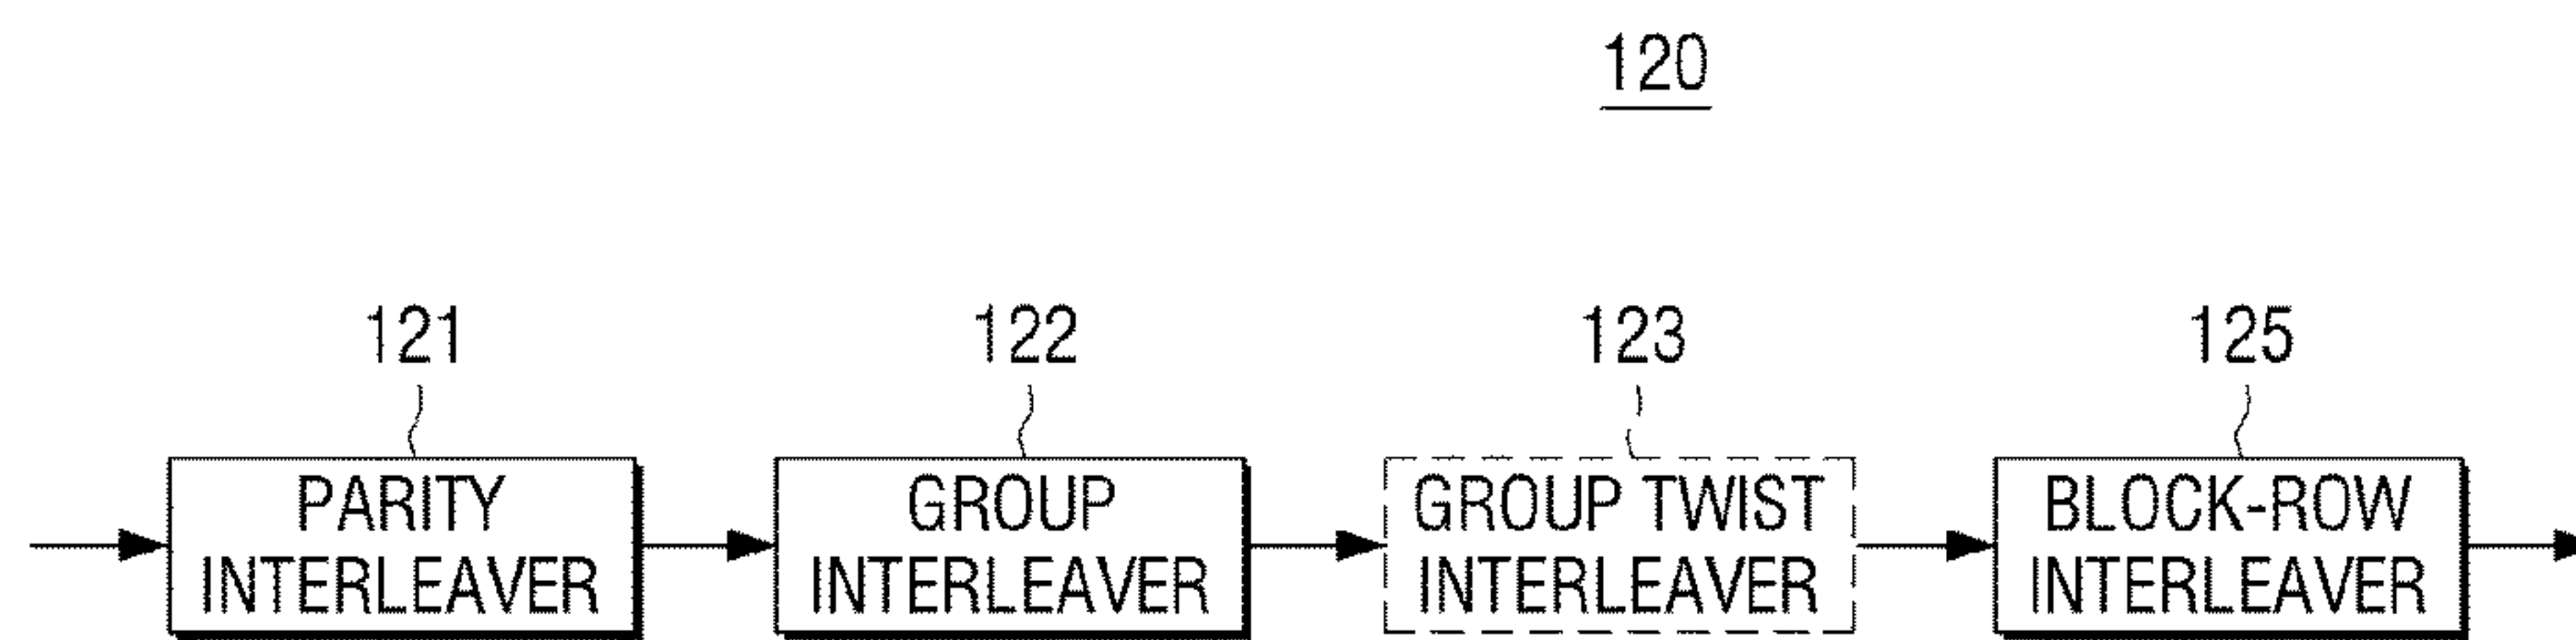 120
121
122
123
125
PARITY
INTERLEAVER
GROUP
INTERLEAVER
GROUP TWIST
INTERLEAVER
BLOCK-ROW
INTERLEAVER